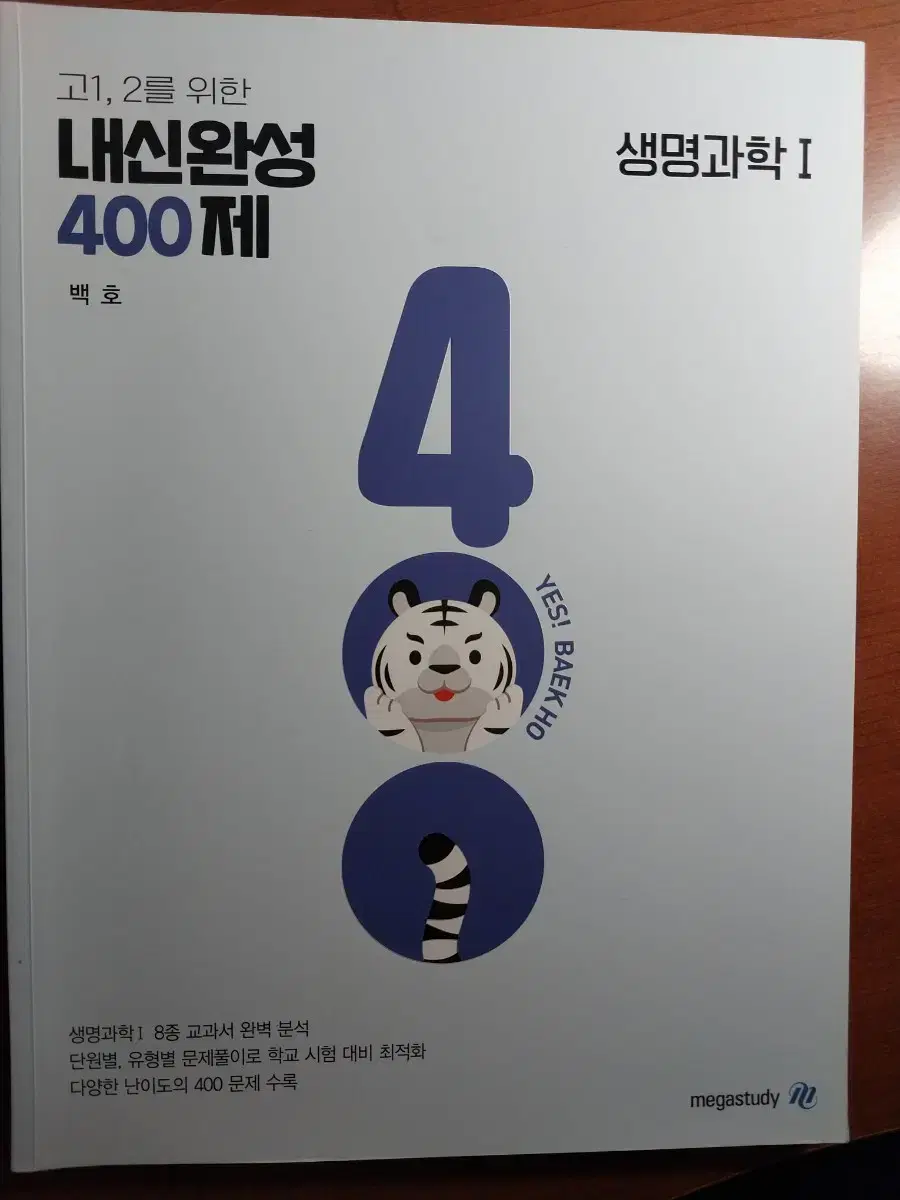 고1, 2를 위한
내신완성
400제
백 호
생명과학 I
4
YES! BAEK HO
생명과학 I 8종 교과서 완벽 분석
단원별, 유형별 문제풀이로 학교 시험 대비 최적화
다양한 난이도의 400 문제 수록
megastudy